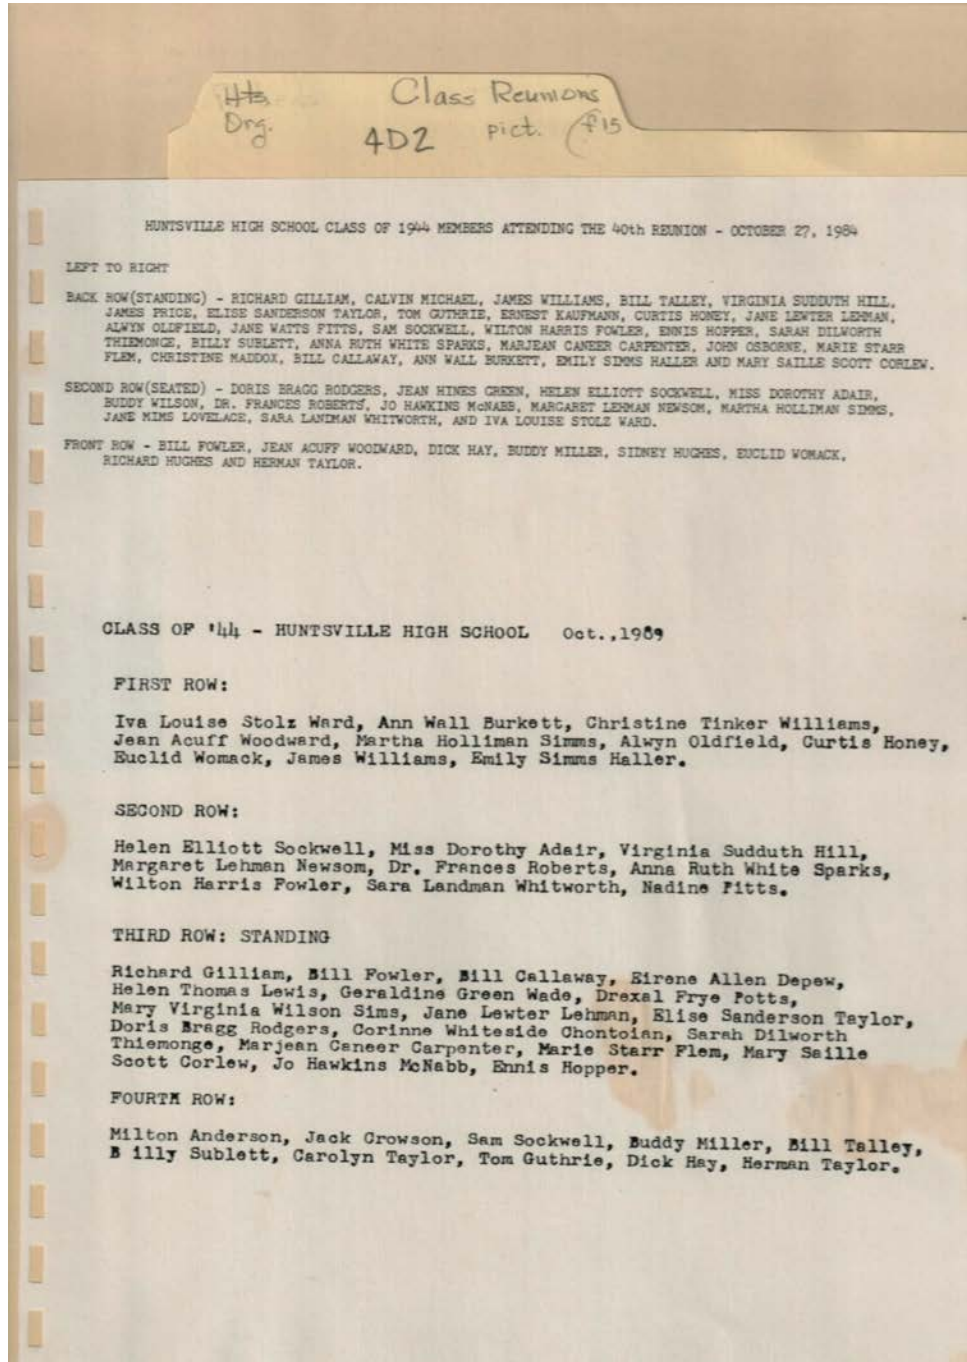 Hts.
Org.
Class Reunions
4D2 pict. f15
HUNTSVILLE HIGH SCHOOL CLASS OF 1944 MEMBERS ATTENDING THE 40th REUNION - OCTOBER 27, 1984
LEFT TO RIGHT
BACK ROW(STANDING) - RICHARD GILLIAM, CALVIN MICHAEL, JAMES WILLIAMS, BILL TALLEY, VIRGINIA SUDDUTH HILL,
JAMES PRICE, ELISE SANDERSON TAYLOR, TOM GUTHRIE, ERNEST KAUFMANN, CURTIS HONEY, JANE LEWTER LEHMAN,
ALWYN OLDFIELD, JANE WATTS FITTS, SAM SOCKWELL, WILTON HARRIS FOWLER, ENNIS HOPPER, SARAH DILWORTH
THIEMONGE, BILLY SUBLETT, ANNA RUTH WHITE SPARKS, MARJEAN CANEER CARPENTER, JOHN OSBORNE, MARIE STARR
FLEM, CHRISTINE MADDOX, BILL CALLAWAY, ANN WALL BURKETT, EMILY SIMMS HALLER AND MARY SAILLE SCOTT CORLEW.
SECOND ROW(SEATED) - DORIS BRAGG RODGERS, JEAN HINES GREEN, HELEN ELLIOTT SOCKWELL, MISS DOROTHY ADAIR,
BUDDY WILSON, DR. FRANCES ROBERTS, JO HAWKINS McNABB, MARGARET LEHMAN NEWSOM, MARTHA HOLLIMAN SIMMS,
JANE MIMS LOVELACE, SARA LANDMAN WHITWORTH, AND IVA LOUISE STOLZ WARD.
FRONT ROW - BILL FOWLER, JEAN ACUFF WOODWARD, DICK HAY, BUDDY MILLER, SIDNEY HUGHES, EUCLID WOMACK,
RICHARD HUGHES AND HERMAN TAYLOR.
CLASS OF '44 - HUNTSVILLE HIGH SCHOOL Oct.,1989
FIRST ROW:
Iva Louise Stolz Ward, Ann Wall Burkett, Christine Tinker Williams,
Jean Acuff Woodward, Martha Holliman Simms, Alwyn Oldfield, Curtis Honey,
Euclid Womack, James Williams, Emily Simms Haller.
SECOND ROW:
Helen Elliott Sockwell, Miss Dorothy Adair, Virginia Sudduth Hill,
Margaret Lehman Newsom, Dr. Frances Roberts, Anna Ruth White Sparks,
Wilton Harris Fowler, Sara Landman Whitworth, Nadine Pitts.
THIRD ROW: STANDING
Richard Gilliam, Bill Fowler, Bill Callaway, Eirene Allen Depew,
Helen Thomas Lewis, Geraldine Green Wade, Drexal Frye Potts,
Mary Virginia Wilson Sims, Jane Lewter Lehman, Elise Sanderson Taylor,
Doris Bragg Rodgers, Corinne Whiteside Chontoian, Sarah Dilworth
Thiemonge, Marjean Caneer Carpenter, Marie Starr Flem, Mary Saille
Scott Corlew, Jo Hawkins McNabb, Ennis Hopper.
FOURTH ROW:
Milton Anderson, Jack Crowson, Sam Sockwell, Buddy Miller, Bill Talley,
B illy Sublett, Carolyn Taylor, Tom Guthrie, Dick Hay, Herman Taylor.